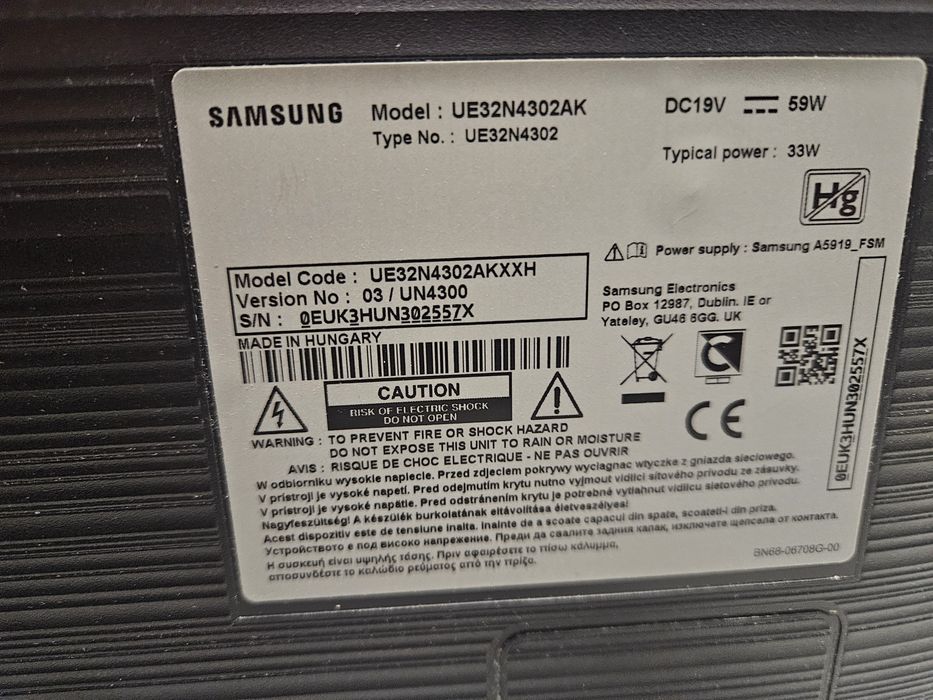 SAMSUNG
Model : UE32N4302AK
Type No. : UE32N4302
DC19V 59W
Typical power : 33W
Hg
Power supply : Samsung A5919_FSM
Model Code : UE32N4302AKXXH
Version No : 03 / UN4300
S/N : 0EUK3HUN302557X
Samsung Electronics
PO Box 12987, Dublin. IE or
Yateley, GU46 6GG. UK
MADE IN HUNGARY
CAUTION
RISK OF ELECTRIC SHOCK
DO NOT OPEN
CE
0EUK3HUN302557X
WARNING : TO PREVENT FIRE OR SHOCK HAZARD
DO NOT EXPOSE THIS UNIT TO RAIN OR MOISTURE
AVIS : RISQUE DE CHOC ELECTRIQUE - NE PAS OUVRIR
W odbiorniku wysokie napiecie. Przed zdjeciem pokrywy wyciagnac wtyczke z gniazda sieciowego.
V prístroji je vysoké napetí. Pred odejmutím krytu nutno vyjmout vidlici sítového prívodu ze zásuvky.
V prístroji je vysoké napätie. Pred odstránením krytu je potrebné vytiahnut vidlicu sietového prívodu.
Nagyfeszültség! A készülék burkolatának eltávolítása életveszélyes!
Acest dispozitiv este de tensiune inalta. Inainte de a scoate capacul din spate, scoateti-l din priza.
Устройството е под високо напрежение. Преди да свалите задния капак, изключете щепсела от контакта.
Η συσκευή είναι υψηλής τάσης. Πριν αφαιρέσετε το πίσω κάλυμμα,
αποσυνδέστε το καλώδιο ρεύματος από την πρίζα.
BN68-06708G-00